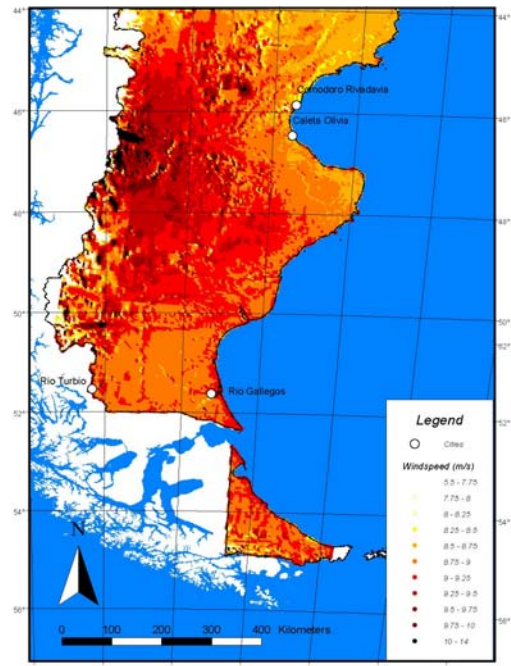 44°
44°
Comodoro Rivadavia
46°
46°
Caleta Olivia
48°
48°
50°
50°
Rio Turbio
Rio Gallegos
52°
52°
Legend
Cities
Windspeed (m/s)
5.5 - 7.75
7.75 - 8
8 - 8.25
8.25 - 8.5
8.5 - 8.75
8.75 - 9
9 - 9.25
9.25 - 9.5
9.5 - 9.75
9.75 - 10
10 - 14
54°
N
56°
58°
0 100 200 300 400 Kilometers